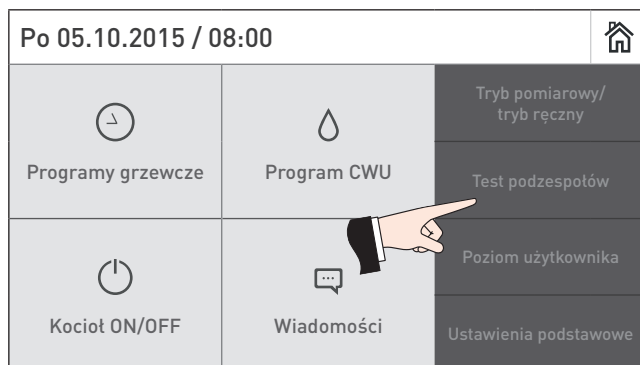 Po 05.10.2015 / 08:00
Programy grzewcze
Program CWU
Kocioł ON/OFF
Wiadomości
Tryb pomiarowy/
tryb ręczny
Test podzespołów
Poziom użytkownika
Ustawienia podstawowe